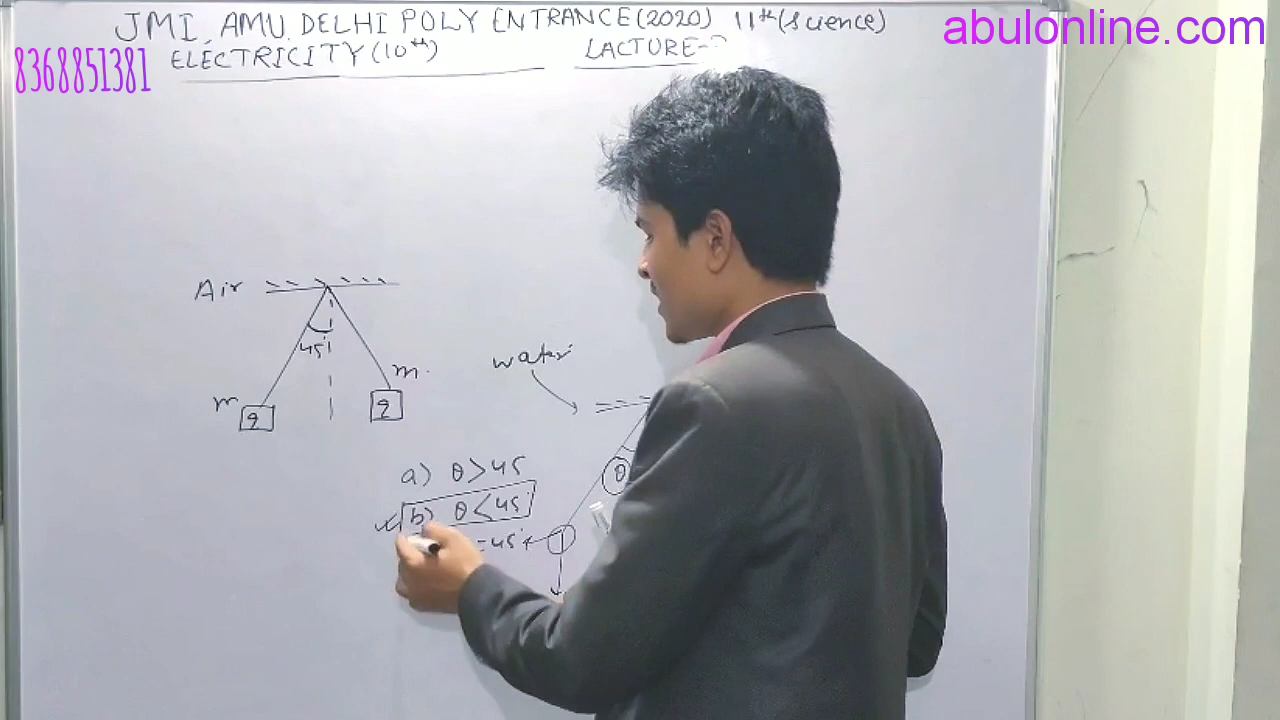 JMI, AMU, DELHI POLY ENTRANCE(2020) 11th(science)
abulonline.com
ELECTRICITY(10th)
LACTURE-
8368851381
Air
45
m
m.
q
q
water
θ
a) θ>45
b) θ<45
=45